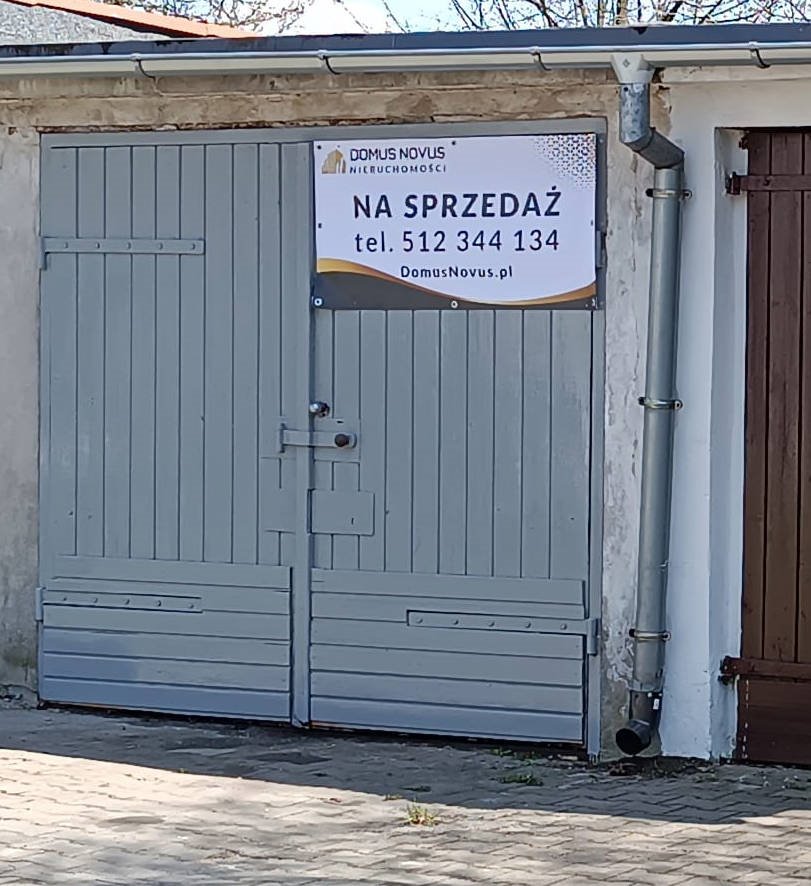 DOMUS NOVUS
NIERUCHOMOŚCI
NA SPRZEDAŻ
tel. 512 344 134
DomusNovus.pl